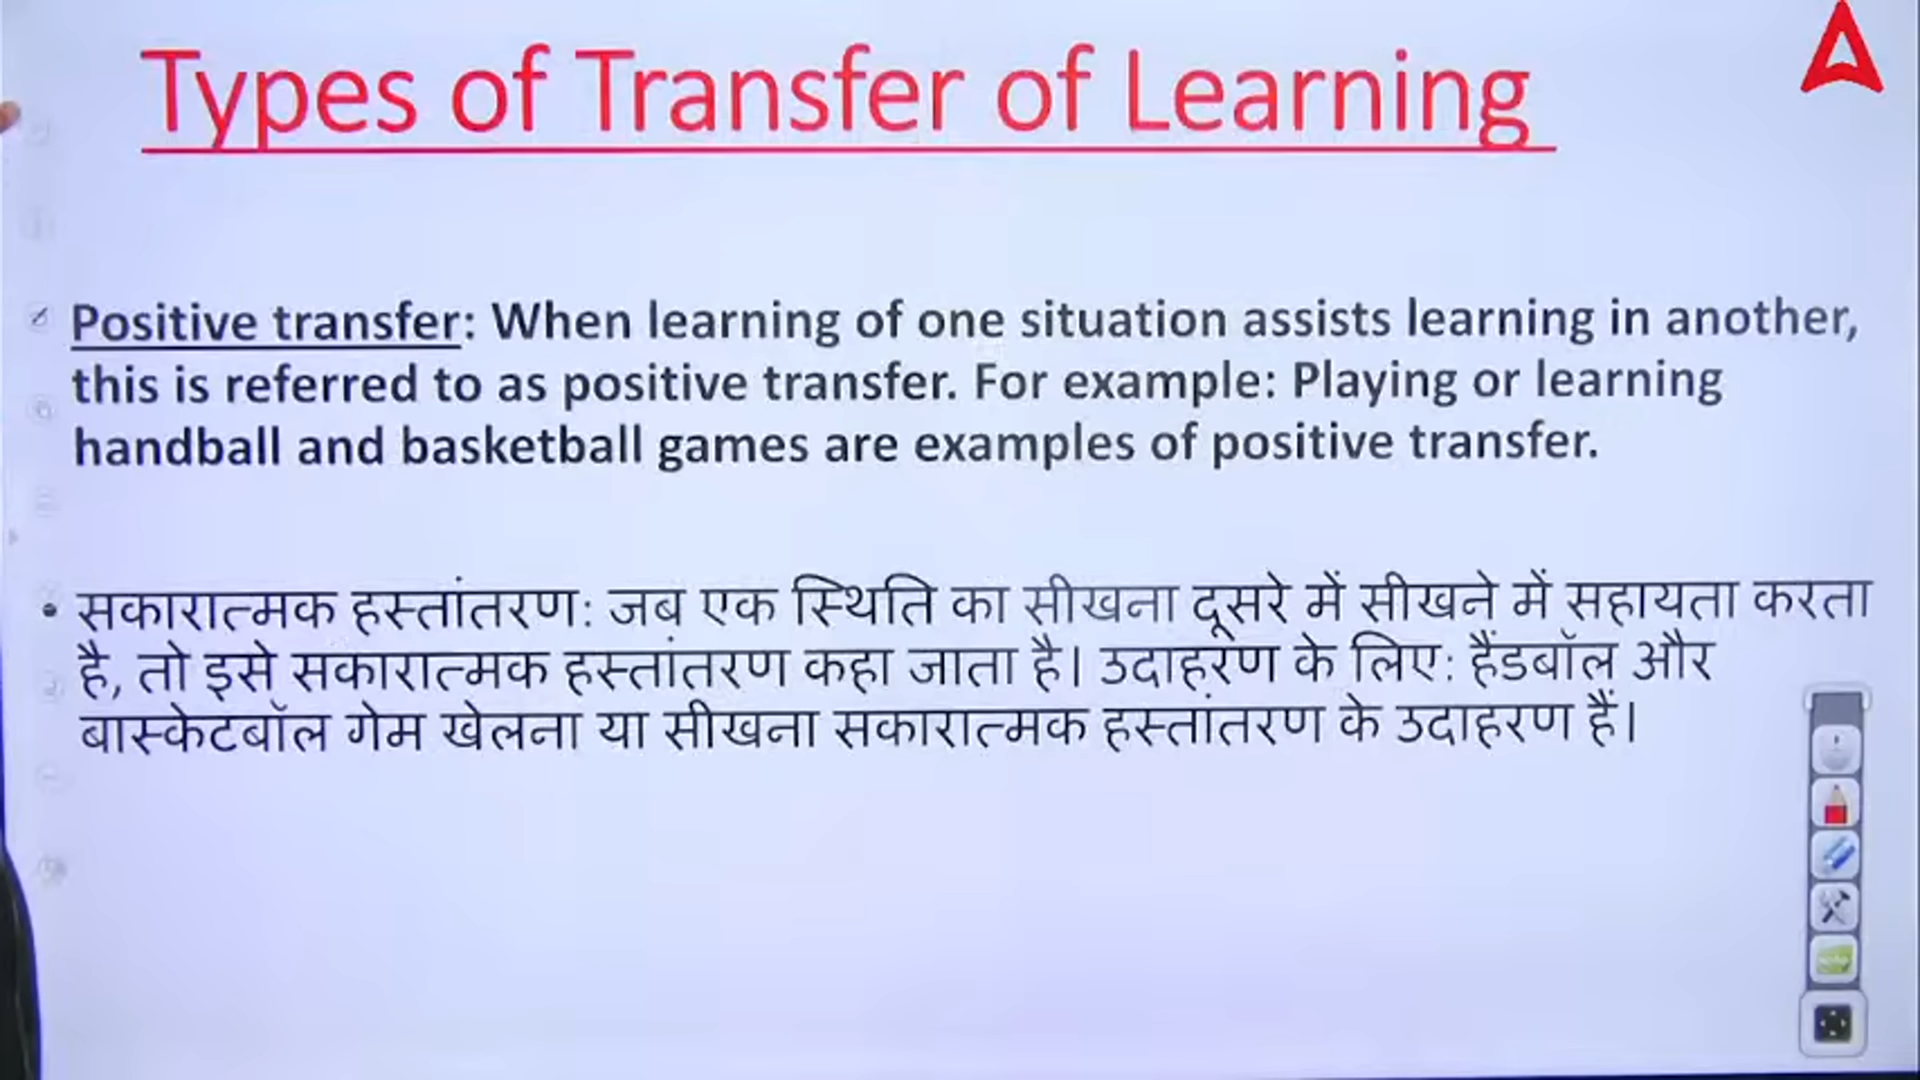 Types of Transfer of Learning
Positive transfer: When learning of one situation assists learning in another,
this is referred to as positive transfer. For example: Playing or learning
handball and basketball games are examples of positive transfer.
• सकारात्मक हस्तांतरण: जब एक स्थिति का सीखना दूसरे में सीखने में सहायता करता
है, तो इसे सकारात्मक हस्तांतरण कहा जाता है। उदाहरण के लिए: हैंडबॉल और
बास्केटबॉल गेम खेलना या सीखना सकारात्मक हस्तांतरण के उदाहरण हैं।